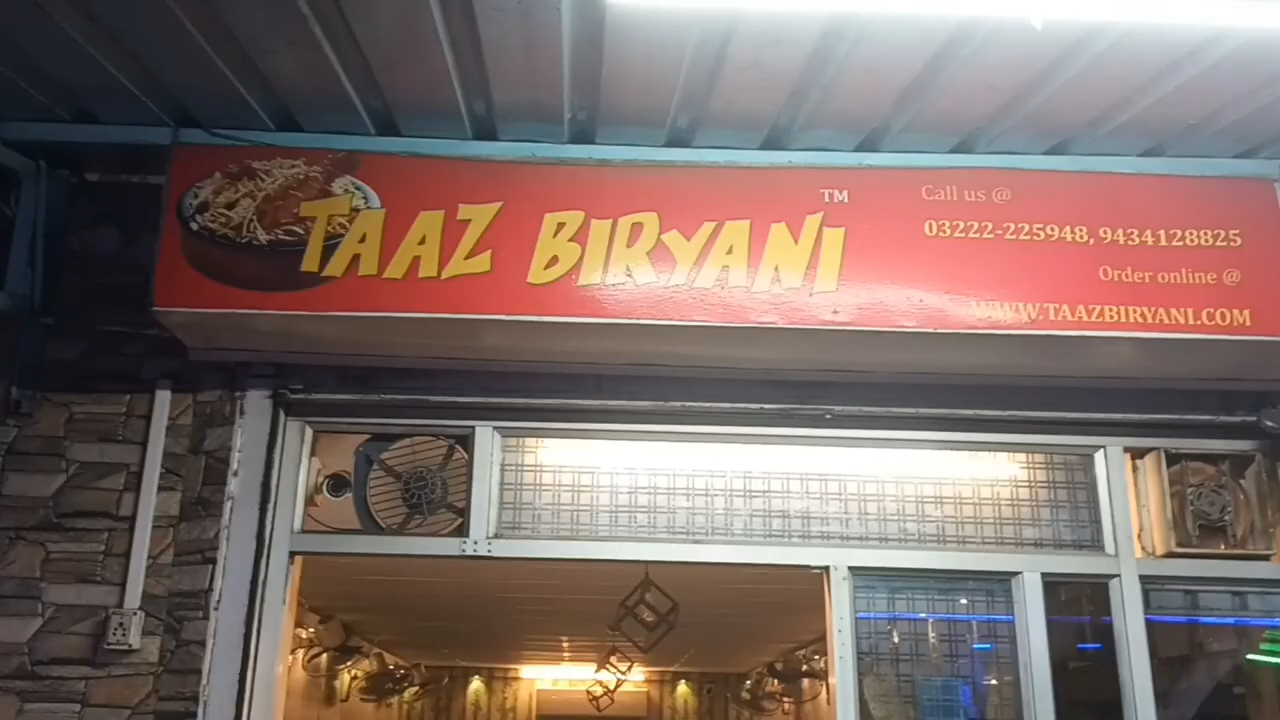 TAAZ BIRYANI TM
Call us @
03222-225948, 9434128825
Order online @
WWW.TAAZBIRYANI.COM